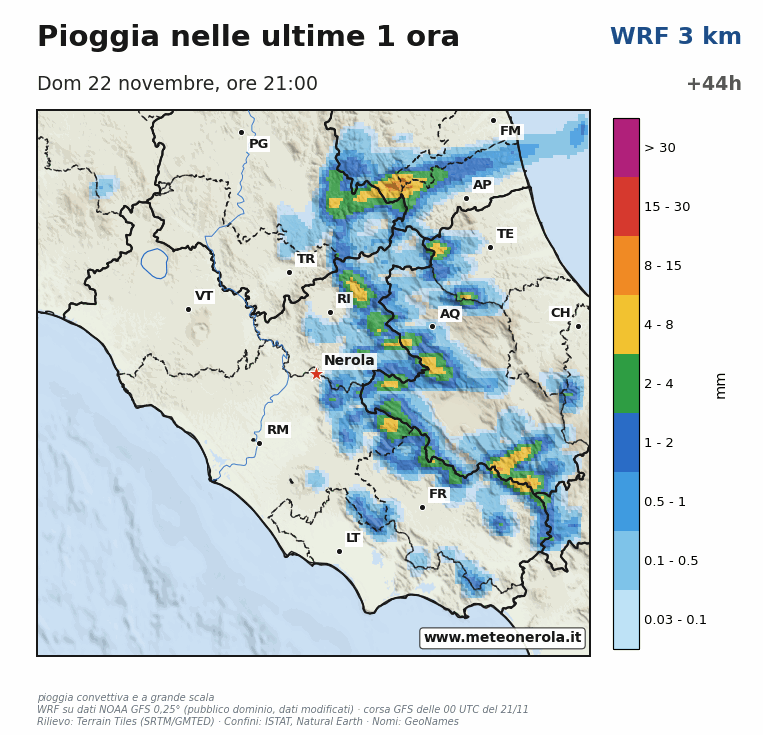 Pioggia nelle ultime 1 ora
WRF 3 km
Dom 22 novembre, ore 21:00
+44h
FM
PG
AP
TE
TR
VT
RI
AQ
CH
Nerola
RM
FR
LT
www.meteonerola.it
> 30
15 - 30
8 - 15
4 - 8
2 - 4
1 - 2
0.5 - 1
0.1 - 0.5
0.03 - 0.1
mm
pioggia convettiva e a grande scala
WRF su dati NOAA GFS 0,25° (pubblico dominio, dati modificati) · corsa GFS delle 00 UTC del 21/11
Rilievo: Terrain Tiles (SRTM/GMTED) · Confini: ISTAT, Natural Earth · Nomi: GeoNames